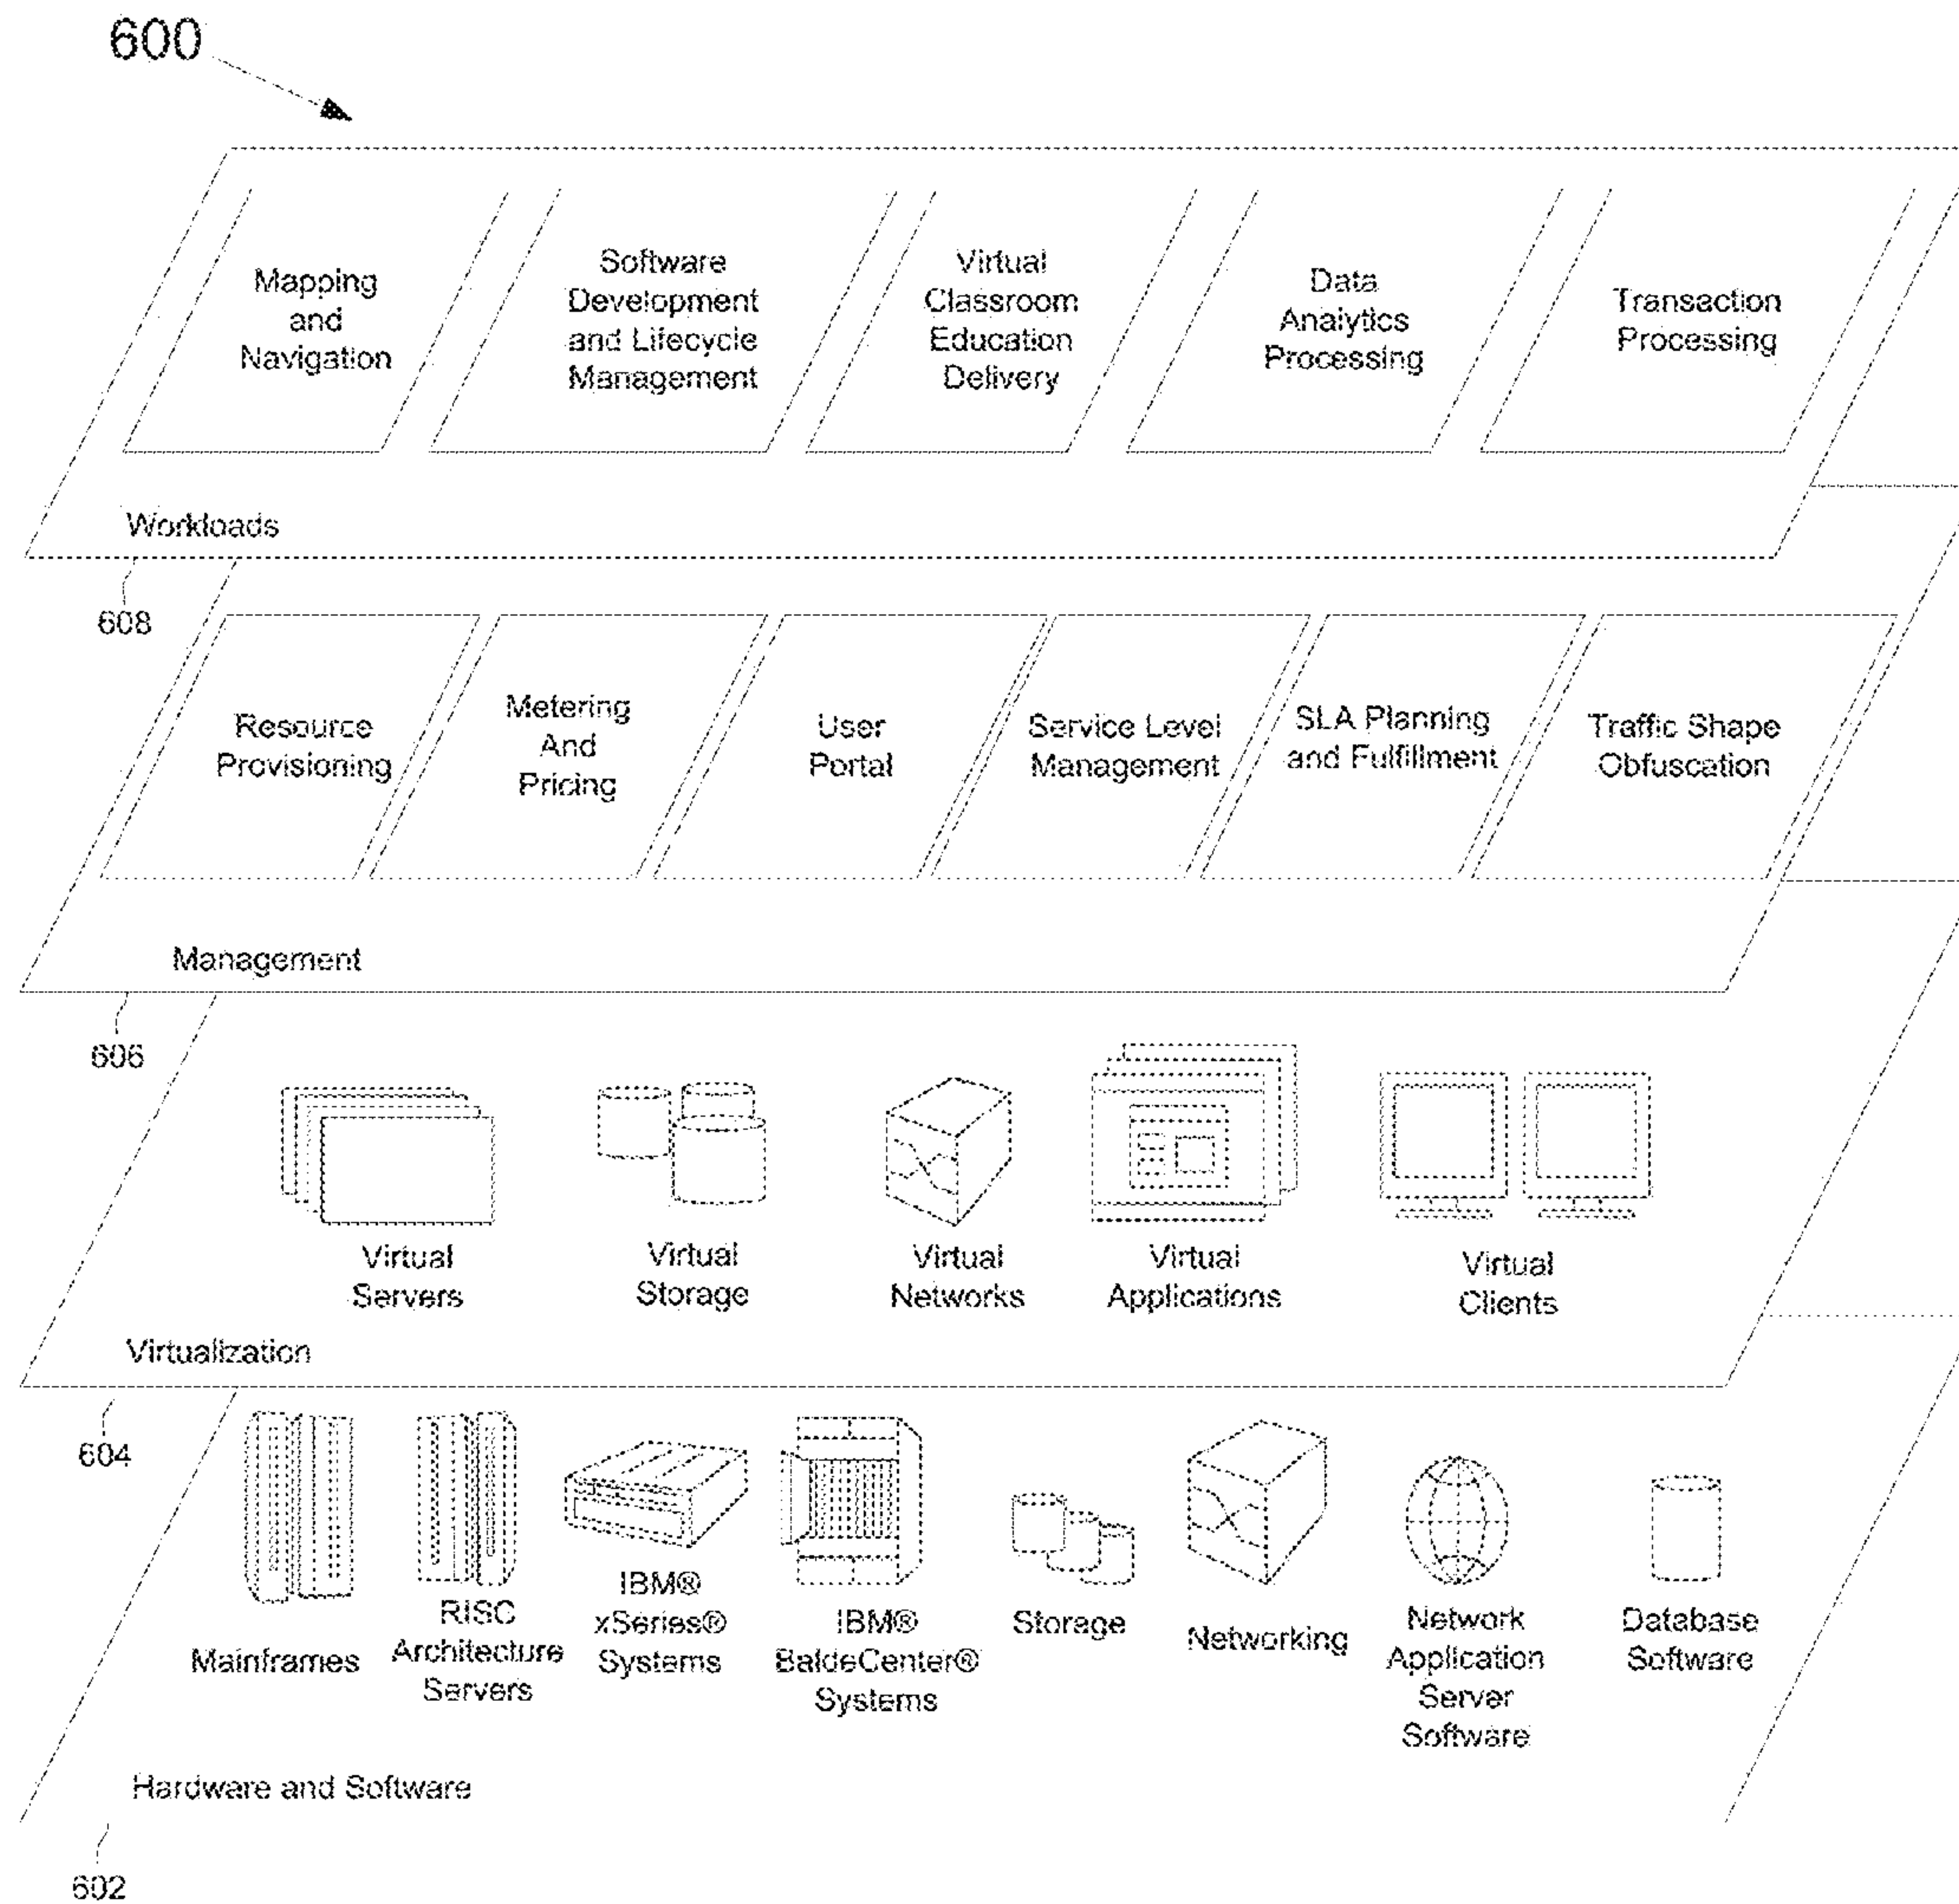 600
Mapping
and
Navigation
Software
Development
and Lifecycle
Management
Virtual
Classroom
Education
Delivery
Data
Analytics
Processing
Transaction
Processing
Workloads
608
Resource
Provisioning
Metering
And
Pricing
User
Portal
Service Level
Management
SLA Planning
and Fulfillment
Traffic Shape
Obfuscation
Management
606
Virtual
Servers
Virtual
Storage
Virtual
Networks
Virtual
Applications
Virtual
Clients
Virtualization
604
Mainframes
RISC
Architecture
Servers
IBM®
xSeries®
Systems
IBM®
BaldeCenter®
Systems
Storage
Networking
Network
Application
Server
Software
Database
Software
Hardware and Software
602